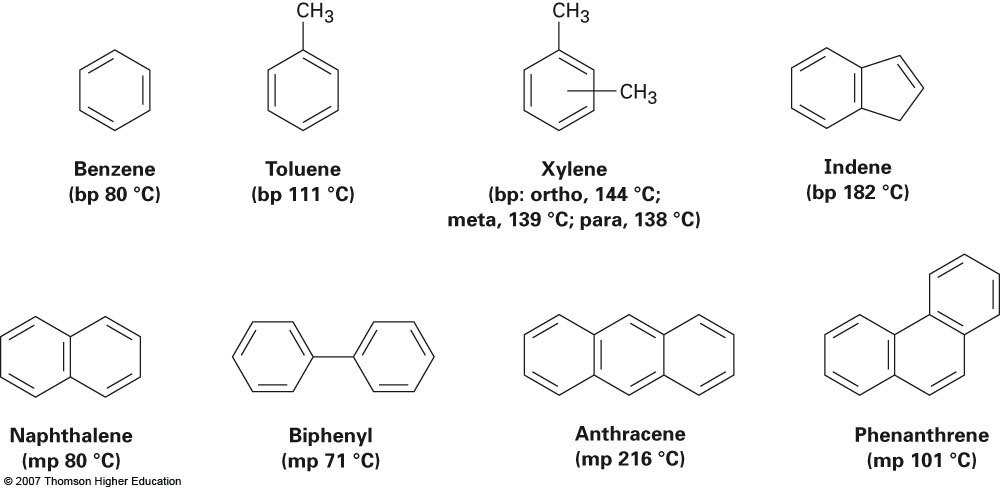 CH3
CH3
CH3
Benzene
(bp 80 °C)
Toluene
(bp 111 °C)
Xylene
(bp: ortho, 144 °C;
meta, 139 °C; para, 138 °C)
Indene
(bp 182 °C)
Naphthalene
(mp 80 °C)
Biphenyl
(mp 71 °C)
Anthracene
(mp 216 °C)
Phenanthrene
(mp 101 °C)
© 2007 Thomson Higher Education